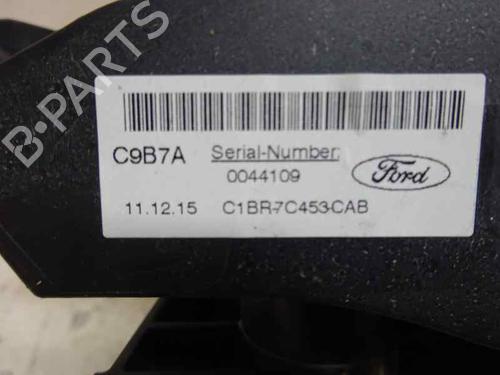 B-PARTS
C9B7A Serial-Number:
0044109
Ford
11.12.15 C1BR-7C453-CAB